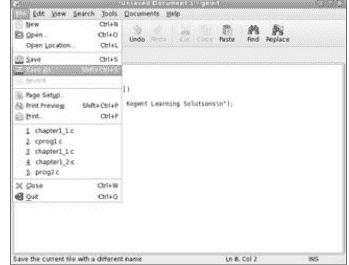 *Unsaved Document 1 - gedit
File Edit View Search Tools Documents Help
New Ctrl+N
Open... Ctrl+O
Open Location... Ctrl+L
Save Ctrl+S
Save As... Shift+Ctrl+S
Revert
Page Setup...
Print Preview Shift+Ctrl+P
Print... Ctrl+P
1. chapter1_1.c
2. cprog1.c
3. chapter1_1.c
4. chapter1_2.c
5. prog2.c
Close Ctrl+W
Quit Ctrl+Q
Undo Redo Cut Copy Paste Find Replace
})
Kogent Learning Solutions\n");
Save the current file with a different name Ln 8, Col 2 INS